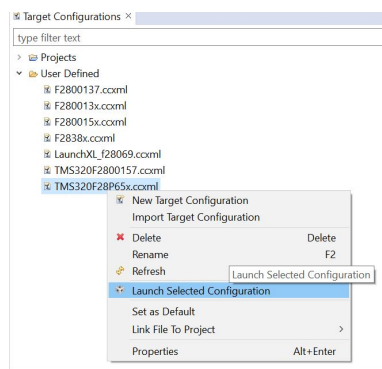 Target Configurations ×
type filter text
Projects
User Defined
F2800137.ccxml
F280013x.ccxml
F280015x.ccxml
F2838x.ccxml
LaunchXL_f28069.ccxml
TMS320F2800157.ccxml
TMS320F28P65x.ccxml
New Target Configuration
Import Target Configuration
Delete Delete
Rename F2
Refresh
Launch Selected Configuration
Launch Selected Configuration
Set as Default
Link File To Project >
Properties Alt+Enter